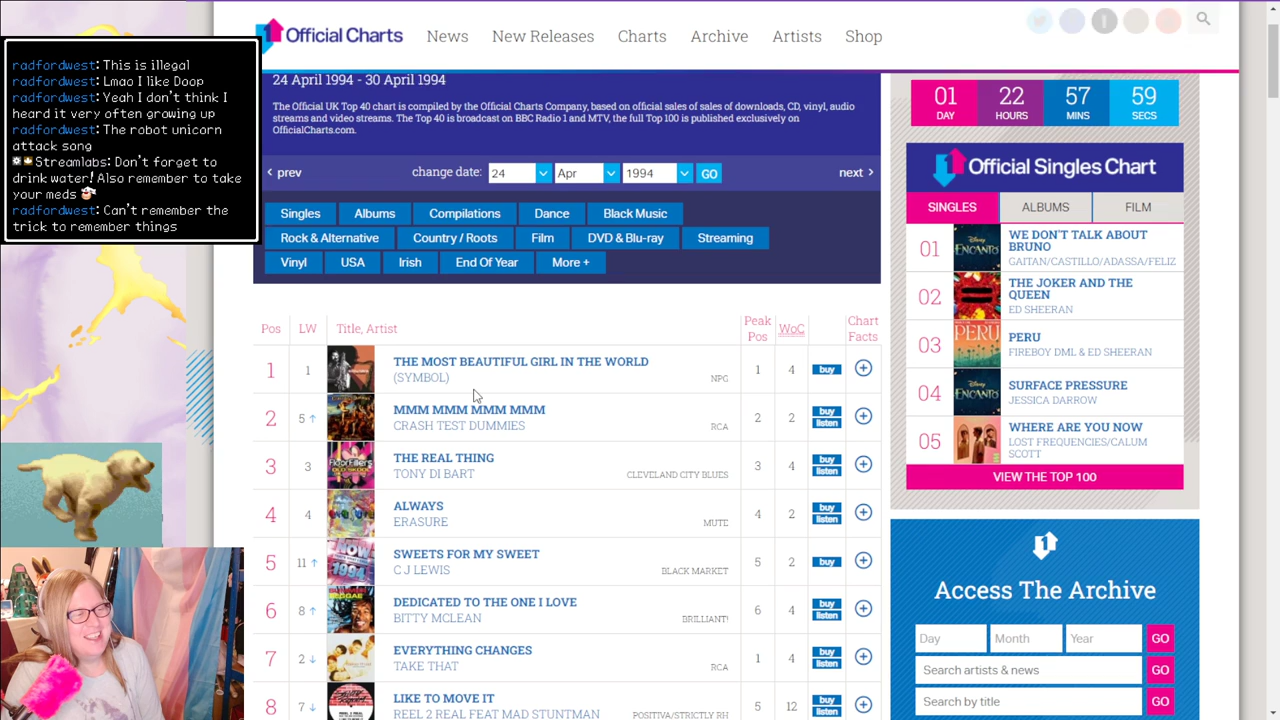 radfordwest: This is illegal
radfordwest: Lmao I like Doop
radfordwest: Yeah I don't think I
heard it very often growing up
radfordwest: The robot unicorn
attack song
Streamlabs: Don't forget to
drink water! Also remember to take
your meds
radfordwest: Can't remember the
trick to remember things
Official Charts
News New Releases Charts Archive Artists Shop
24 April 1994 - 30 April 1994
The Official UK Top 40 chart is compiled by the Official Charts Company, based on official sales of sales of downloads, CD, vinyl, audio
streams and video streams. The Top 40 is broadcast on BBC Radio 1 and MTV, the full Top 100 is published exclusively on
OfficialCharts.com.
‹ prev change date: 24 Apr 1994 GO next ›
Singles Albums Compilations Dance Black Music
Rock & Alternative Country / Roots Film DVD & Blu-ray Streaming
Vinyl USA Irish End Of Year More +
Pos LW Title, Artist Peak Pos WoC Chart Facts
1 1 THE MOST BEAUTIFUL GIRL IN THE WORLD 1 4 buy
(SYMBOL) NPG
2 5 ↑ MMM MMM MMM MMM 2 2 buy listen
CRASH TEST DUMMIES RCA
3 3 THE REAL THING 3 4 buy listen
TONY DI BART CLEVELAND CITY BLUES
4 4 ALWAYS 4 2 buy listen
ERASURE MUTE
5 11 ↑ SWEETS FOR MY SWEET 5 2 buy
C J LEWIS BLACK MARKET
6 8 ↑ DEDICATED TO THE ONE I LOVE 6 4 buy listen
BITTY MCLEAN BRILLIANT!
7 2 ↓ EVERYTHING CHANGES 1 4 buy listen
TAKE THAT RCA
8 7 ↓ LIKE TO MOVE IT 5 12 buy listen
REEL 2 REAL FEAT MAD STUNTMAN POSITIVA/STRICTLY RH
01 22 57 59
DAY HOURS MINS SECS
Official Singles Chart
SINGLES ALBUMS FILM
01 WE DON'T TALK ABOUT
BRUNO
GAITAN/CASTILLO/ADASSA/FELIZ
02 THE JOKER AND THE
QUEEN
ED SHEERAN
03 PERU
FIREBOY DML & ED SHEERAN
04 SURFACE PRESSURE
JESSICA DARROW
05 WHERE ARE YOU NOW
LOST FREQUENCIES/CALUM
SCOTT
VIEW THE TOP 100
Access The Archive
Day Month Year GO
Search artists & news GO
Search by title GO